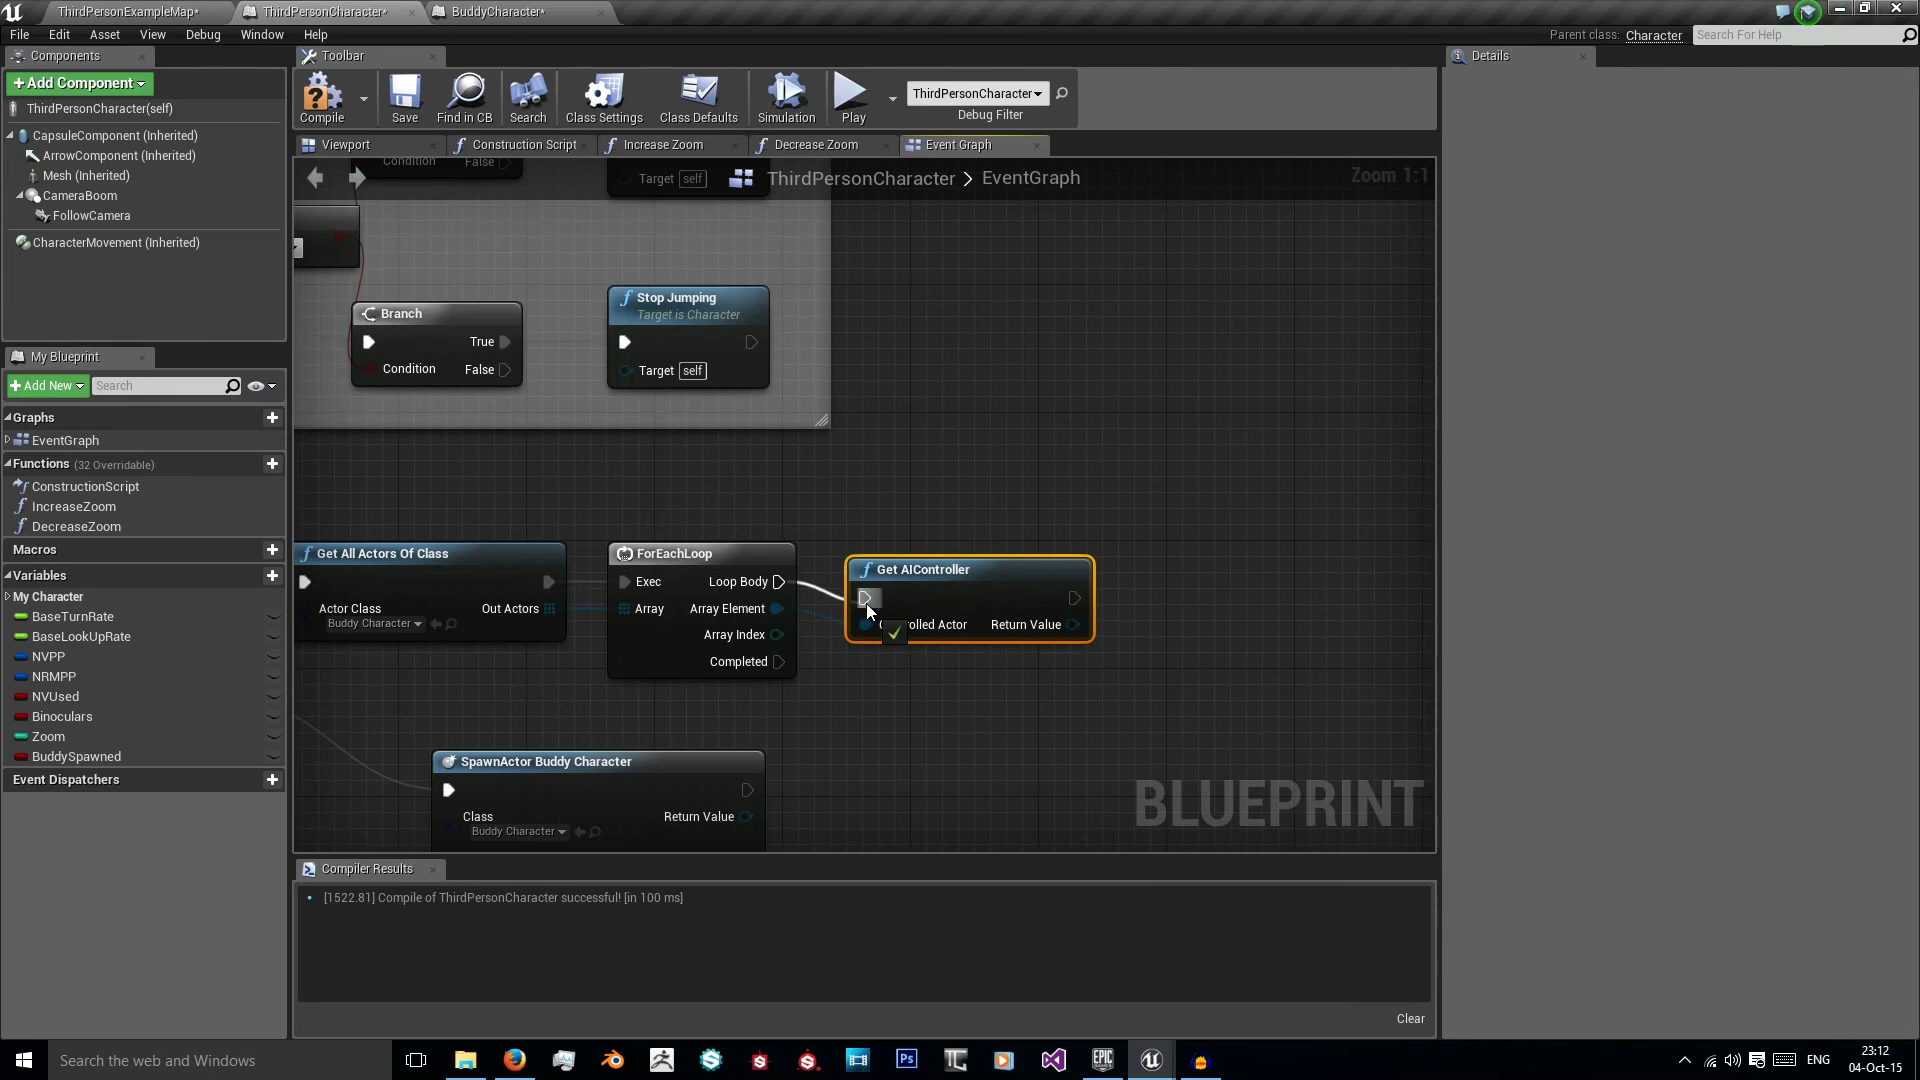 ThirdPersonExampleMap*
ThirdPersonCharacter*
BuddyCharacter*
File Edit Asset View Debug Window Help
Parent class: Character
Search For Help
Components
+Add Component
ThirdPersonCharacter(self)
CapsuleComponent (Inherited)
ArrowComponent (Inherited)
Mesh (Inherited)
CameraBoom
FollowCamera
CharacterMovement (Inherited)
My Blueprint
+Add New
Search
Graphs
EventGraph
Functions (32 Overridable)
ConstructionScript
IncreaseZoom
DecreaseZoom
Macros
Variables
My Character
BaseTurnRate
BaseLookUpRate
NVPP
NRMPP
NVUsed
Binoculars
Zoom
BuddySpawned
Event Dispatchers
Toolbar
Compile
Save
Find in CB
Search
Class Settings
Class Defaults
Simulation
Play
ThirdPersonCharacter
Debug Filter
Viewport
Construction Script
Increase Zoom
Decrease Zoom
Event Graph
ThirdPersonCharacter > EventGraph
Zoom 1:1
Condition False
Target self
Branch
True
Condition False
Stop Jumping
Target is Character
Target self
Get All Actors Of Class
Actor Class Out Actors
Buddy Character
ForEachLoop
Exec Loop Body
Array Array Element
Array Index
Completed
Get AIController
Actor Return Value
SpawnActor Buddy Character
Class Return Value
Buddy Character
BLUEPRINT
Compiler Results
• [1522.81] Compile of ThirdPersonCharacter successful! [in 100 ms]
Clear
Details
Search the web and Windows
Ps
EPIC
ENG
23:12
04-Oct-15